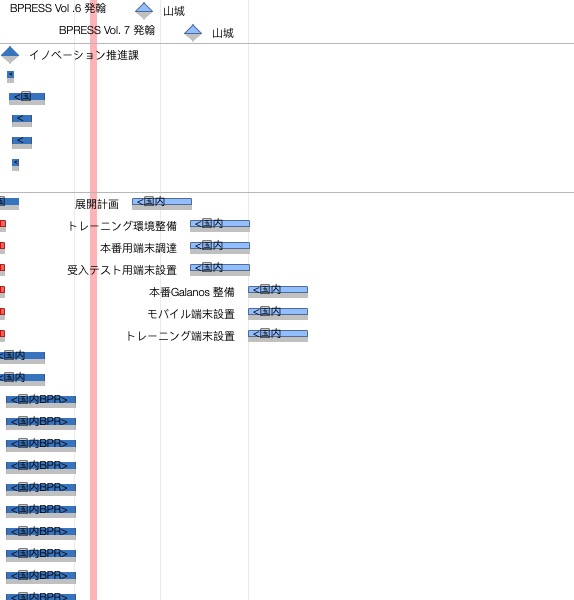 BPRESS Vol .6 発翰 山城
BPRESS Vol. 7 発翰 山城
イノベーション推進課
<
<国
<
<
<
国
展開計画 <国内
トレーニング環境整備 <国内
本番用端末調達 <国内
受入テスト用端末設置 <国内
本番Galanos 整備 <国内
モバイル端末設置 <国内
トレーニング端末設置 <国内
<国内
<国内
<国内BPR>
<国内BPR>
<国内BPR>
<国内BPR>
<国内BPR>
<国内BPR>
<国内BPR>
<国内BPR>
<国内BPR>
<国内BPR>